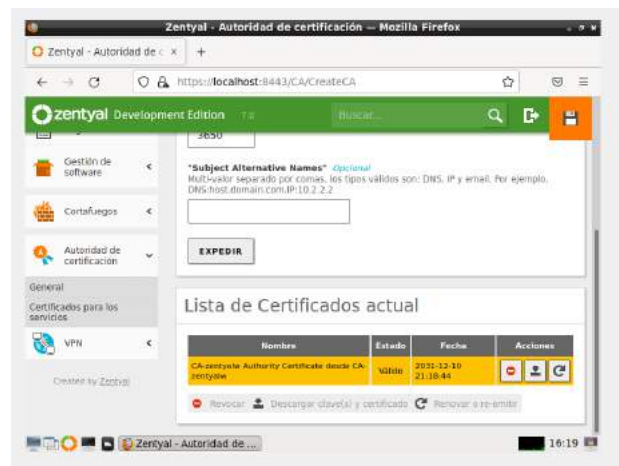 Zentyal - Autoridad de certificación — Mozilla Firefox
Zentyal - Autoridad de c × +
https://localhost:8443/CA/CreateCA
zentyal Development Edition 7.0 Buscar...
3650
Gestión de
software
"Subject Alternative Names" Opcional
Multi-valor separado por comas, los tipos válidos son: DNS, IP y email. Por ejemplo,
DNS:host.domain.com,IP:10.2.2.2
Cortafuegos
Autoridad de
certificación
EXPEDIR
General
Certificados para los
servicios
Lista de Certificados actual
VPN
Nombre Estado Fecha Acciones
Authority Certificate desde CA-
Válido 2031-12-10
21:18:44
Created by Zentyal
Revocar Descargar clave(s) y certificado Renovar o re-emitir
Zentyal - Autoridad de ... 16:19